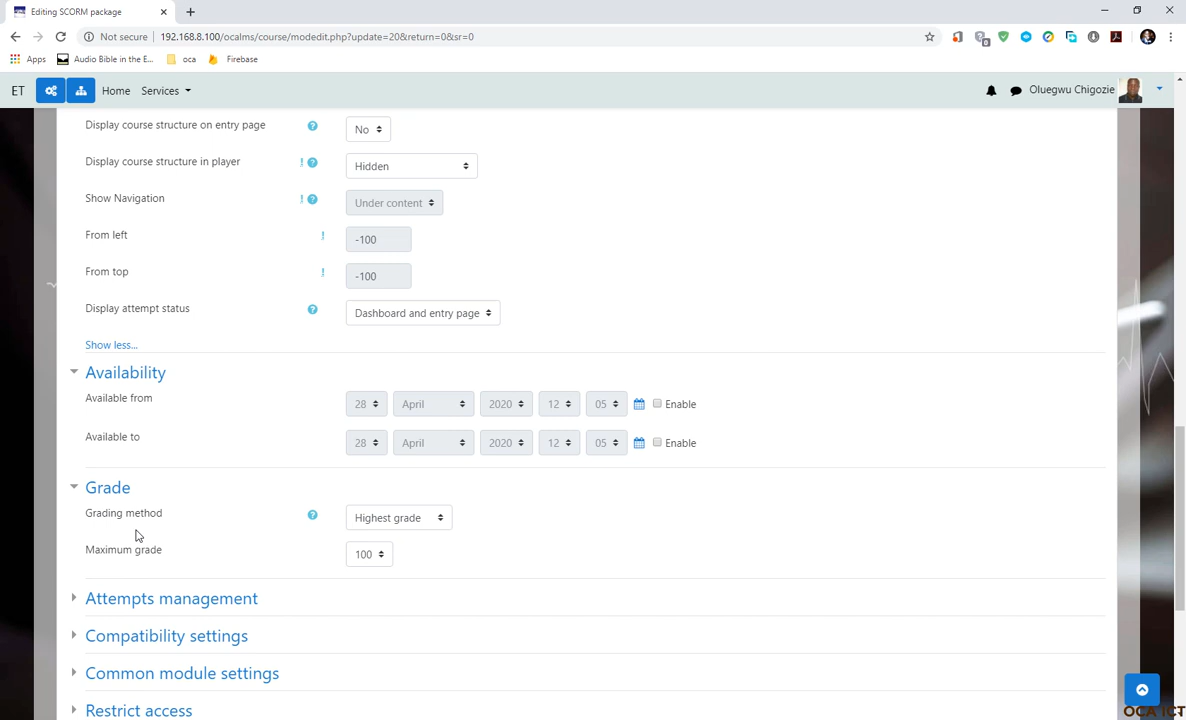 Editing SCORM package
Not secure | 192.168.8.100/ocalms/course/modedit.php?update=20&return=0&sr=0
Apps Audio Bible in the E... oca Firebase
ET Home Services Oluegwu Chigozie
Display course structure on entry page ? No
Display course structure in player ! ? Hidden
Show Navigation ! ? Under content
From left ! -100
From top ! -100
Display attempt status ? Dashboard and entry page
Show less...
Availability
Available from 28 April 2020 12 05 Enable
Available to 28 April 2020 12 05 Enable
Grade
Grading method ? Highest grade
Maximum grade 100
Attempts management
Compatibility settings
Common module settings
Restrict access
OCA ICT